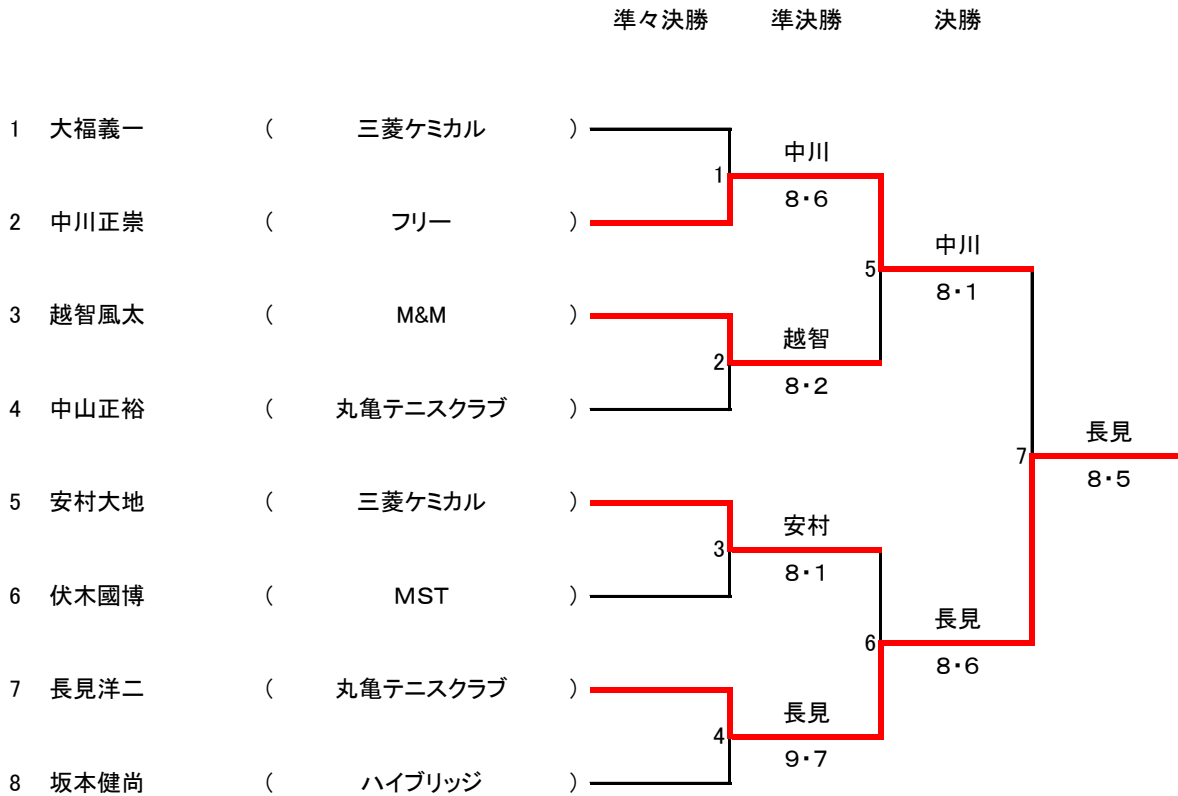 準々決勝 準決勝 決勝
1 大福義一 ( 三菱ケミカル )
中川
1
8・6
2 中川正崇 ( フリー )
中川
5
8・1
3 越智風太 ( M&M )
越智
2
8・2
4 中山正裕 ( 丸亀テニスクラブ )
長見
7
8・5
5 安村大地 ( 三菱ケミカル )
安村
3
8・1
6 伏木國博 ( MST )
長見
6
8・6
7 長見洋二 ( 丸亀テニスクラブ )
長見
4
9・7
8 坂本健尚 ( ハイブリッジ )